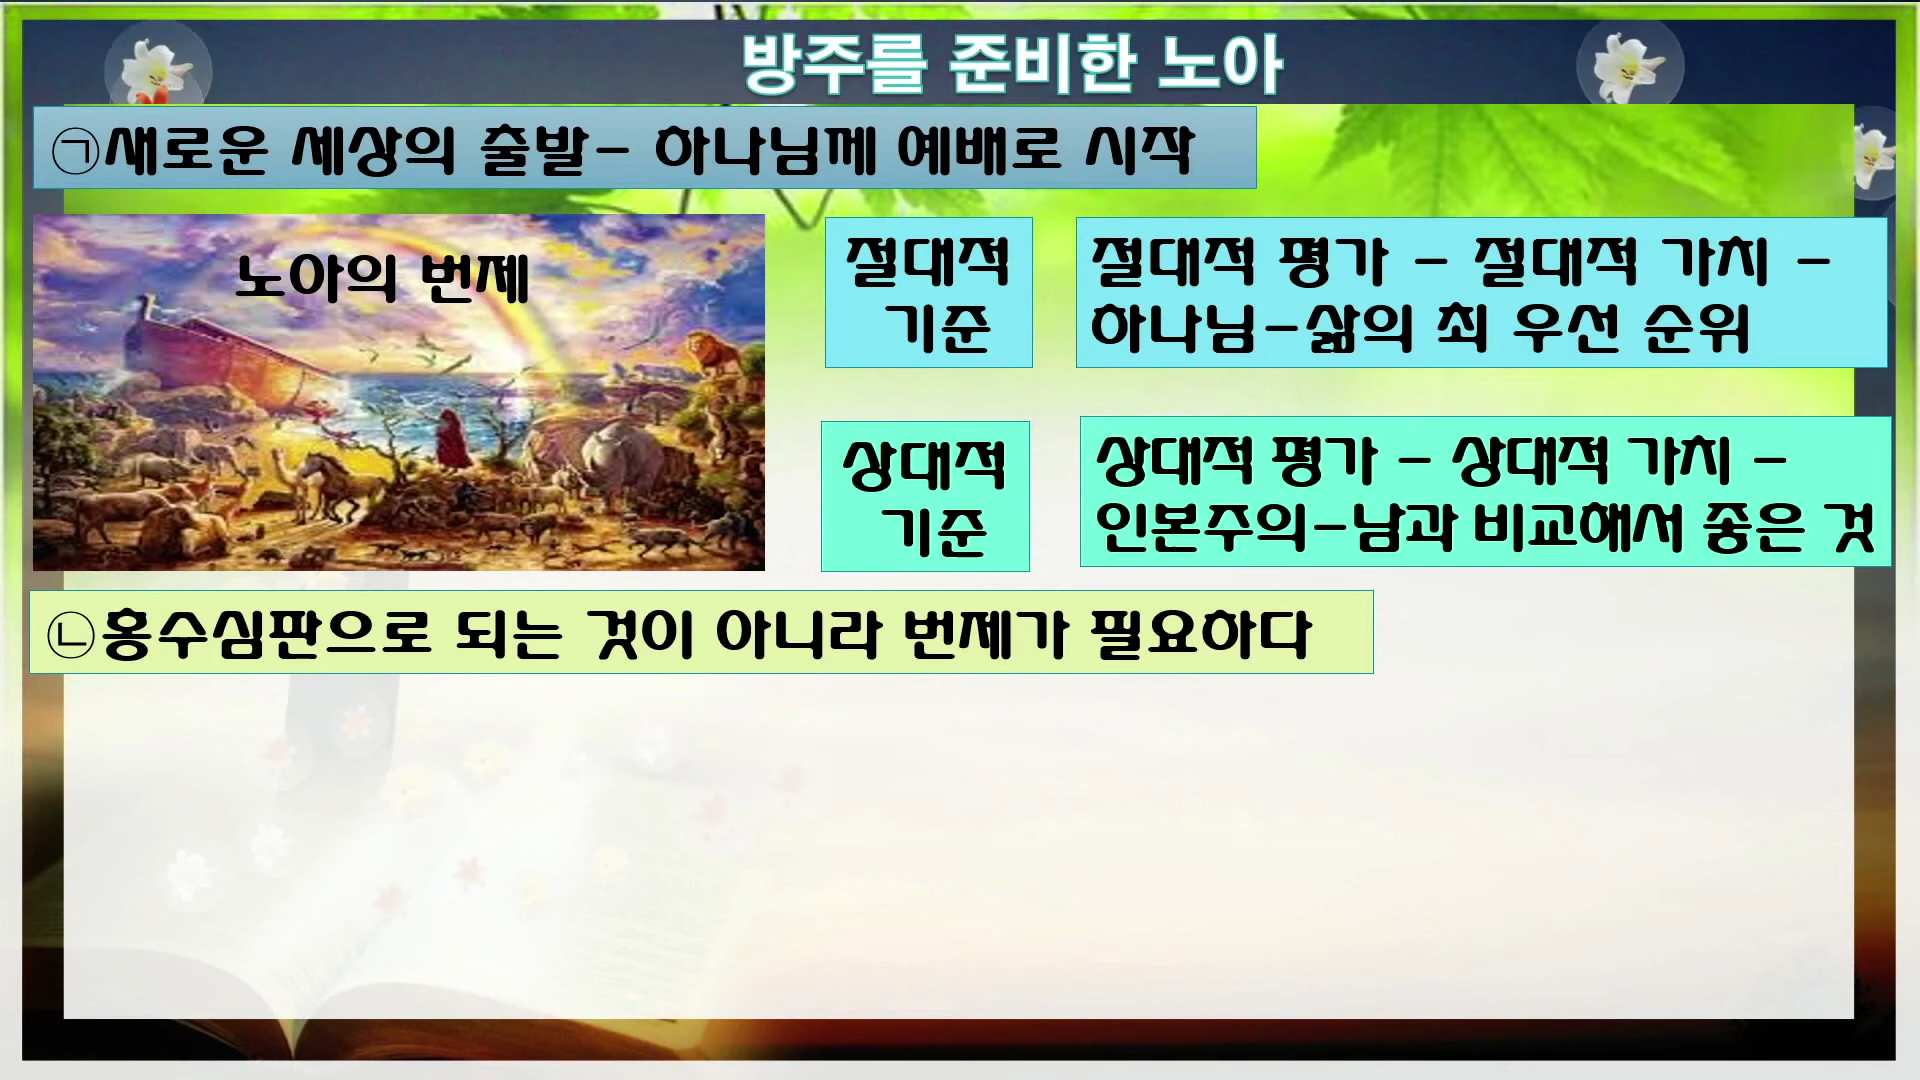 방주를 준비한 노아
㉠새로운 세상의 출발- 하나님께 예배로 시작
노아의 번제
절대적
기준
절대적 평가 - 절대적 가치 -
하나님-삶의 최 우선 순위
상대적
기준
상대적 평가 - 상대적 가치 -
인본주의-남과 비교해서 좋은 것
㉡홍수심판으로 되는 것이 아니라 번제가 필요하다